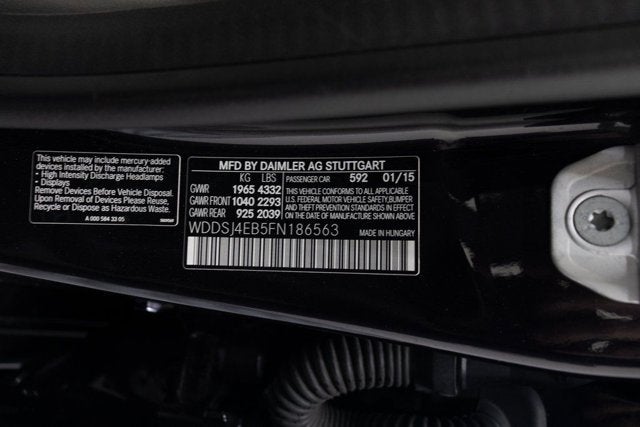 This vehicle may include mercury-added
devices installed by the manufacturer:
- High Intensity Discharge Headlamps
- Displays
Remove Devices Before Vehicle Disposal.
Upon Removal of Devices Please Reuse,
Recycle or Dispose as Hazardous Waste.
A 000 584 33 05
MFD BY DAIMLER AG STUTTGART
KG LBS PASSENGER CAR 592 01/15
GVWR 1965 4332
GAWR FRONT 1040 2293
GAWR REAR 925 2039
THIS VEHICLE CONFORMS TO ALL APPLICABLE
U.S. FEDERAL MOTOR VEHICLE SAFETY, BUMPER,
AND THEFT PREVENTION STANDARDS IN EFFECT
ON THE DATE OF MANUFACTURE SHOWN ABOVE.
WDDSJ4EB5FN186563 MADE IN HUNGARY